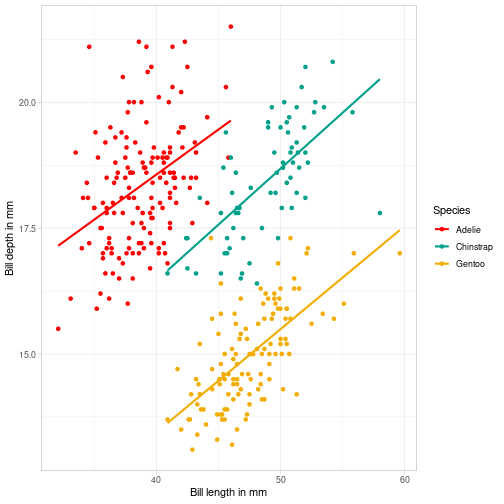 20.0
17.5
15.0
Bill depth in mm
40
50
60
Bill length in mm
Species
Adelie
Chinstrap
Gentoo